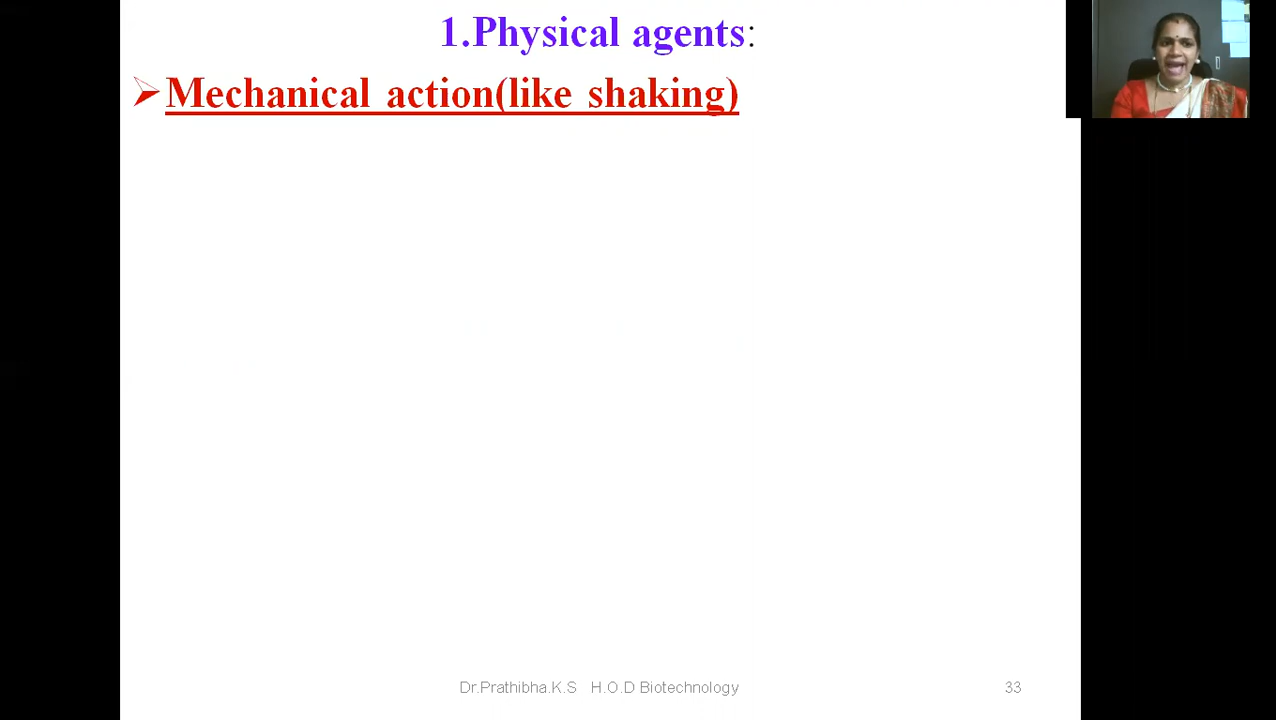 1.Physical agents:
➢Mechanical action(like shaking)
Dr.Prathibha.K.S H.O.D Biotechnology
33